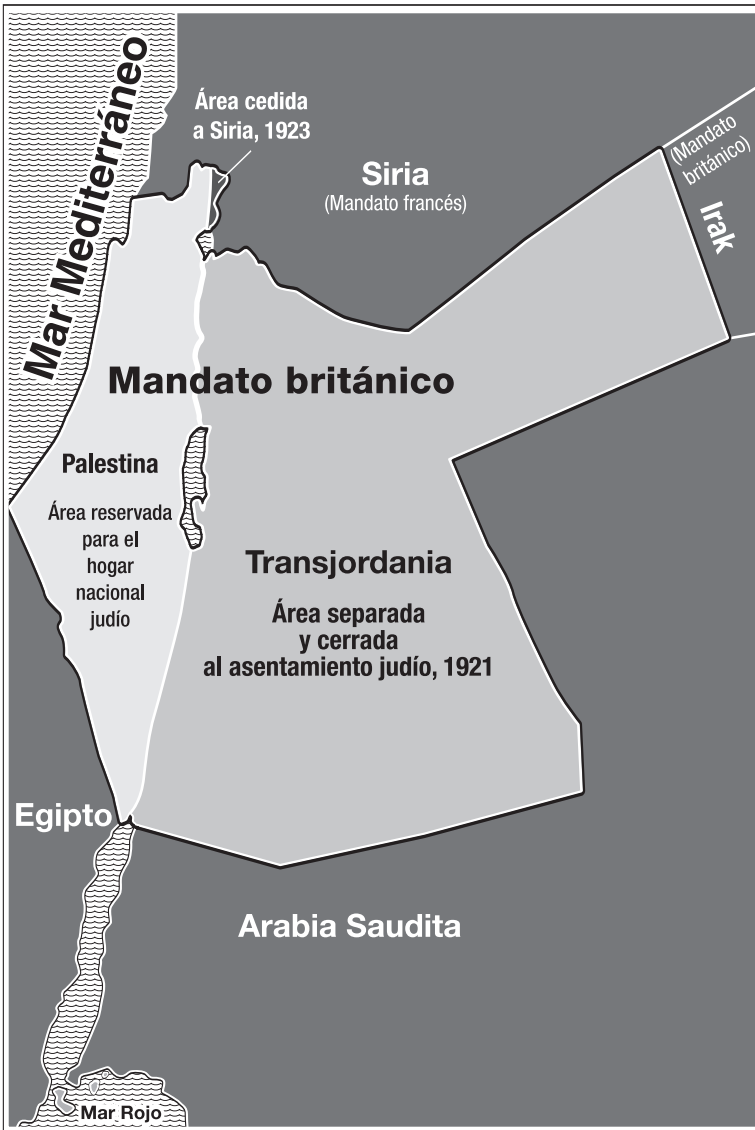 Mar Mediterráneo
Área cedida
a Siria, 1923
Siria
(Mandato francés)
(Mandato
británico)
Irak
Mandato británico
Palestina
Área reservada
para el
hogar
nacional
judío
Transjordania
Área separada
y cerrada
al asentamiento judío, 1921
Egipto
Arabia Saudita
Mar Rojo